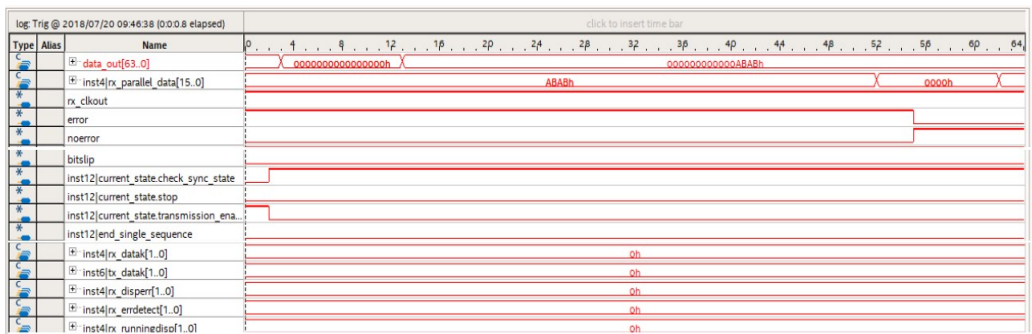 log: Trig @ 2018/07/20 09:46:38 (0:0:0.8 elapsed) click to insert time bar
Type Alias Name 0 4 8 12 16 20 24 28 32 36 40 44 48 52 56 60 64
data_out[63..0] 0000000000000000h 000000000000ABABh
inst4|rx_parallel_data[15..0] ABABh 0000h
rx_clkout
error
noerror
bitslip
inst12|current_state.check_sync_state
inst12|current_state.stop
inst12|current_state.transmission_ena...
inst12|end_single_sequence
inst4|rx_datak[1..0] 0h
inst6|tx_datak[1..0] 0h
inst4|rx_disperr[1..0] 0h
inst4|rx_errdetect[1..0] 0h
inst4|rx_runningdisp[1..0] 0h